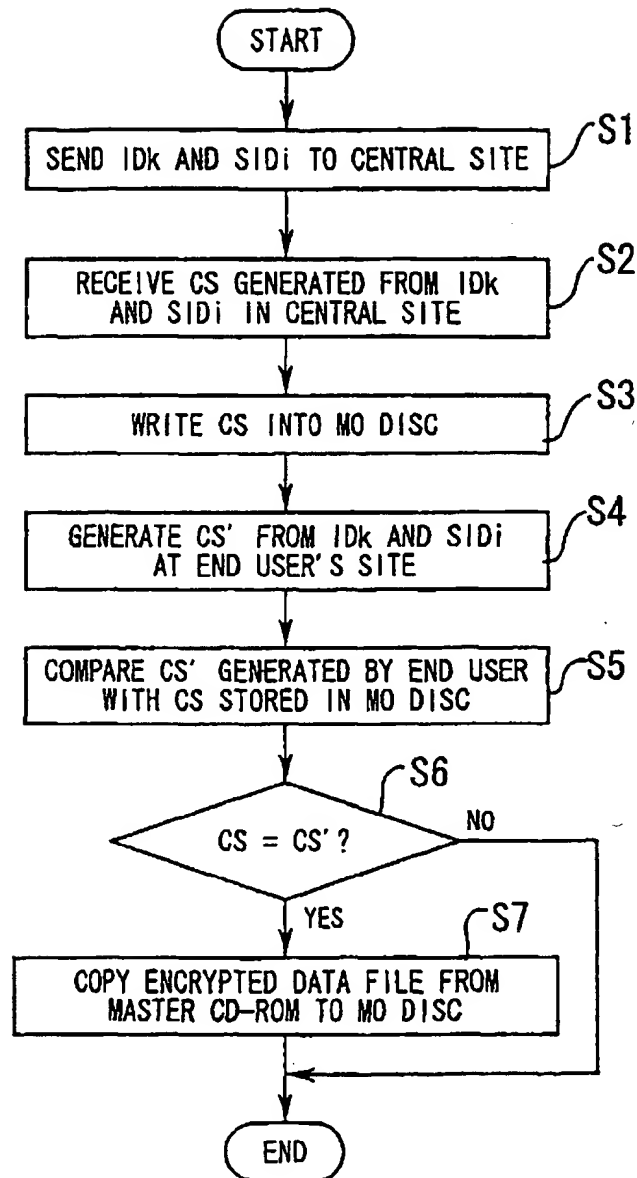 START
S1
SEND IDk AND SIDi TO CENTRAL SITE
S2
RECEIVE CS GENERATED FROM IDk
AND SIDi IN CENTRAL SITE
S3
WRITE CS INTO MO DISC
S4
GENERATE CS' FROM IDk AND SIDi
AT END USER'S SITE
S5
COMPARE CS' GENERATED BY END USER
WITH CS STORED IN MO DISC
S6
CS = CS'?
NO
YES
S7
COPY ENCRYPTED DATA FILE FROM
MASTER CD-ROM TO MO DISC
END